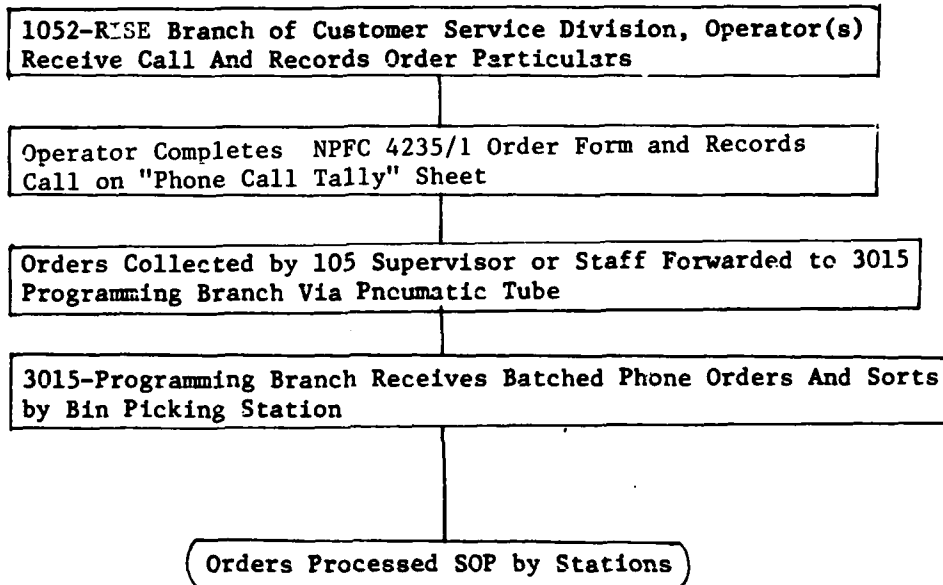 1052-RISE Branch of Customer Service Division, Operator(s)
Receive Call And Records Order Particulars
Operator Completes NPFC 4235/1 Order Form and Records
Call on "Phone Call Tally" Sheet
Orders Collected by 105 Supervisor or Staff Forwarded to 3015
Programming Branch Via Pneumatic Tube
3015-Programming Branch Receives Batched Phone Orders And Sorts
by Bin Picking Station
Orders Processed SOP by Stations